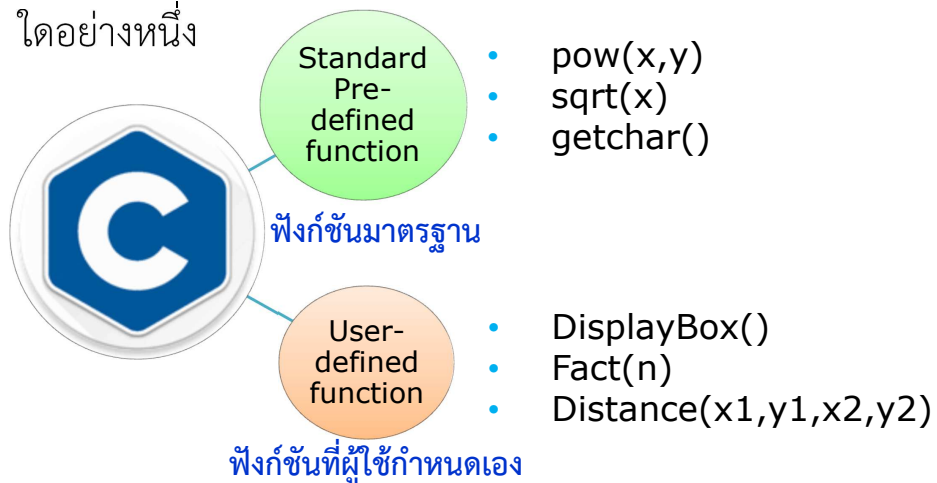 ใดอย่างหนึ่ง
Standard
Pre-
defined
function
• pow(x,y)
• sqrt(x)
• getchar()
C
ฟังก์ชันมาตรฐาน
User-
defined
function
• DisplayBox()
• Fact(n)
• Distance(x1,y1,x2,y2)
ฟังก์ชันที่ผู้ใช้กำหนดเอง